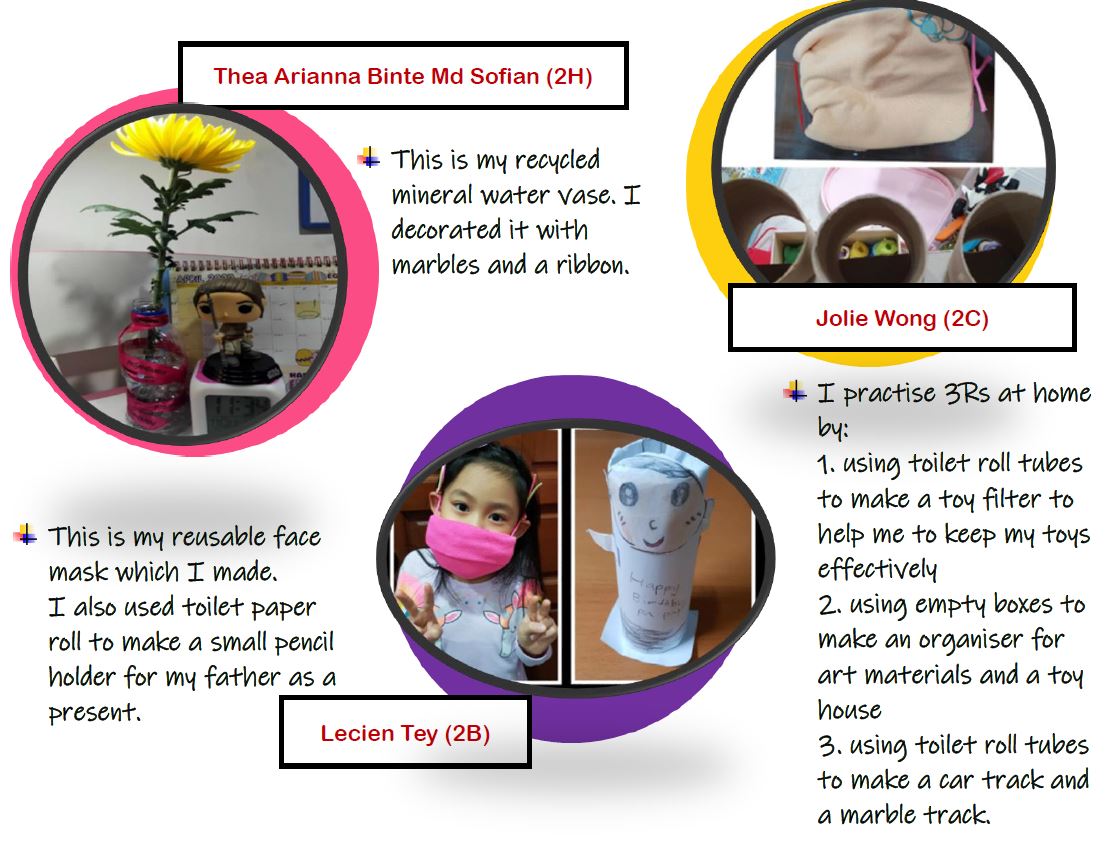 Thea Arianna Binte Md Sofian (2H)
This is my recycled
mineral water vase. I
decorated it with
marbles and a ribbon.
11:39
Jolie Wong (2C)
I practise 3Rs at home
by:
1. using toilet roll tubes
to make a toy filter to
help me to keep my toys
effectively
2. using empty boxes to
make an organiser for
art materials and a toy
house
3. using toilet roll tubes
to make a car track and
a marble track.
This is my reusable face
mask which I made.
I also used toilet paper
roll to make a small pencil
holder for my father as a
present.
Happy
Lecien Tey (2B)